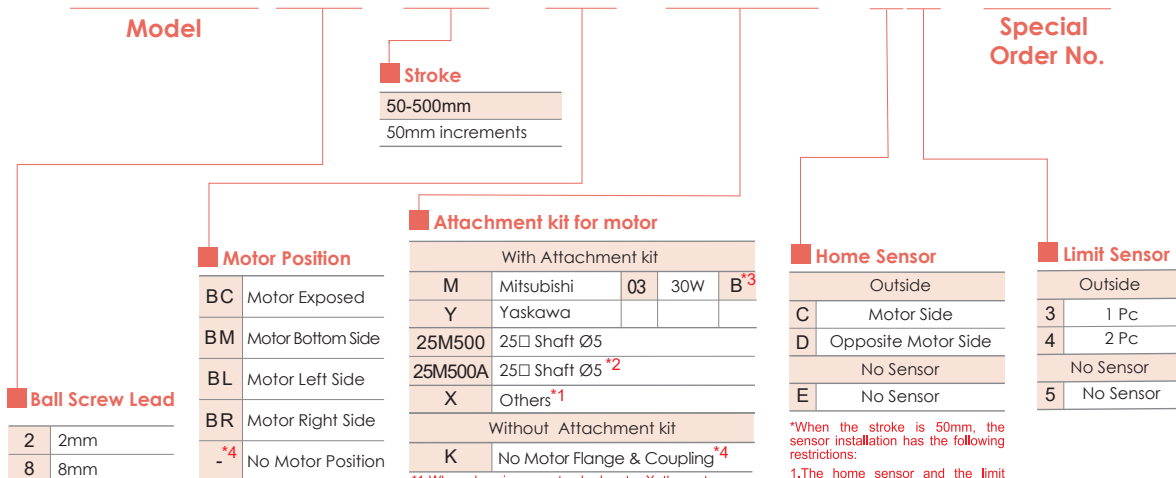 Model
Special
Order No.
Stroke
50-500mm
50mm increments
Attachment kit for motor
With Attachment kit
M Mitsubishi 03 30W B*3
Y Yaskawa
25M500 25□ Shaft Ø5
25M500A 25□ Shaft Ø5 *2
X Others*1
Without Attachment kit
K No Motor Flange & Coupling*4
Motor Position
BC Motor Exposed
BM Motor Bottom Side
BL Motor Left Side
BR Motor Right Side
-*4 No Motor Position
Ball Screw Lead
2 2mm
8 8mm
Home Sensor
Outside
C Motor Side
D Opposite Motor Side
No Sensor
E No Sensor
*When the stroke is 50mm, the
sensor installation has the following
restrictions:
1.The home sensor and the limit
Limit Sensor
Outside
3 1 Pc
4 2 Pc
No Sensor
5 No Sensor